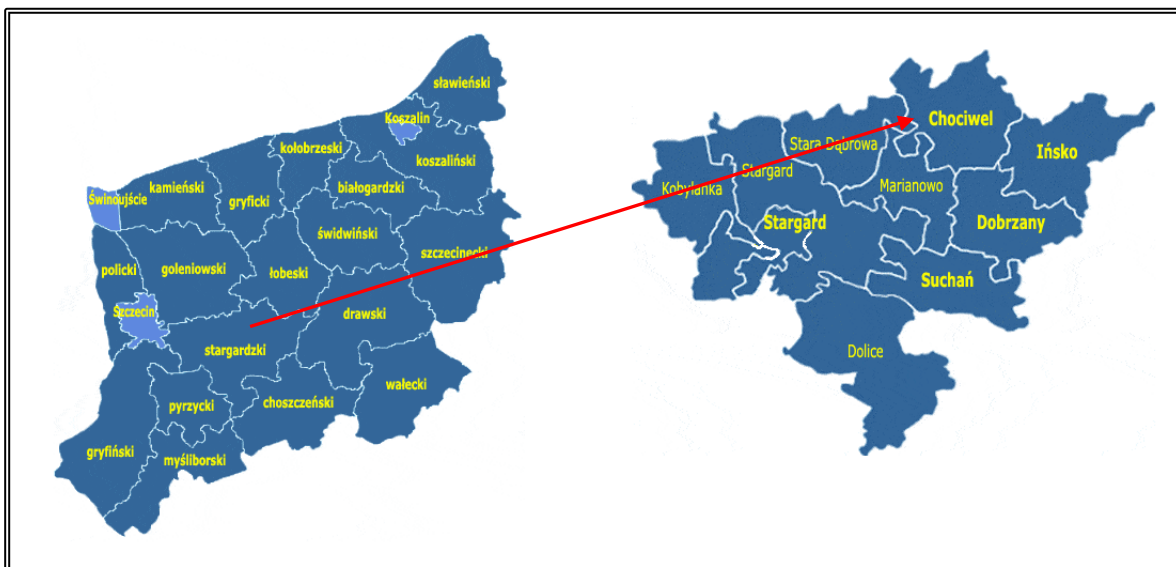 sławieński
Koszalin
kołobrzeski
koszaliński
kamieński
białogardzki
Świnoujście
gryficki
świdwiński
szczecinecki
policki
goleniowski
łobeski
Szczecin
drawski
stargardzki
wałecki
pyrzycki
choszczeński
gryfiński
myśliborski
Chociwel
Stara Dąbrowa
Ińsko
Stargard
Kobylanka
Marianowo
Stargard
Dobrzany
Suchań
Dolice